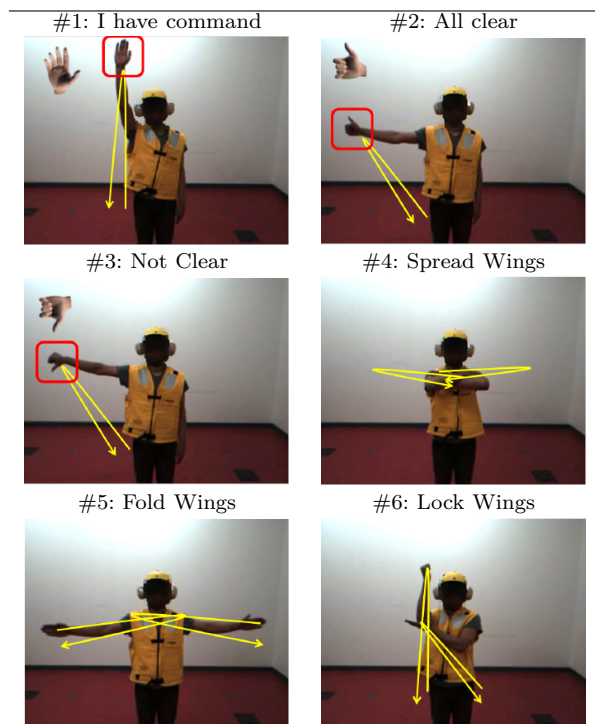 #1: I have command
#2: All clear
#3: Not Clear
#4: Spread Wings
#5: Fold Wings
#6: Lock Wings